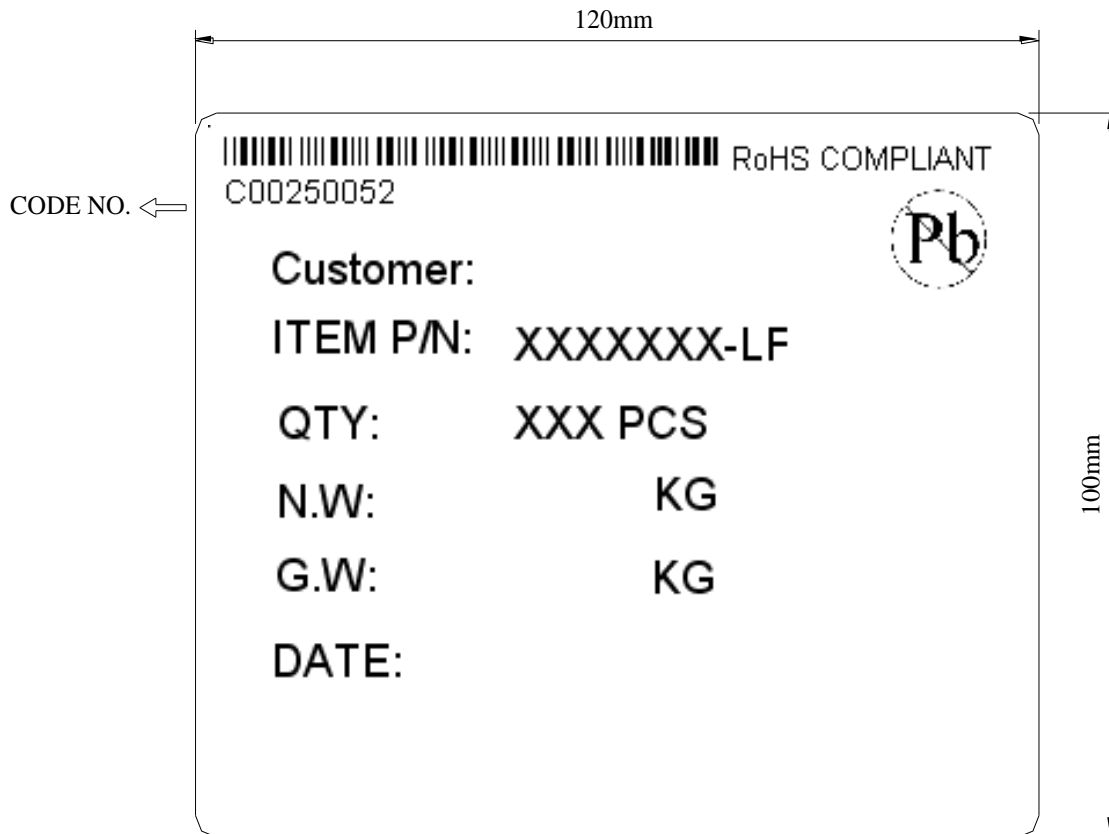 120mm
RoHS COMPLIANT
C00250052
CODE NO.
Pb
Customer:
ITEM P/N: XXXXXXX-LF
QTY: XXX PCS
N.W: KG
G.W: KG
DATE:
100mm